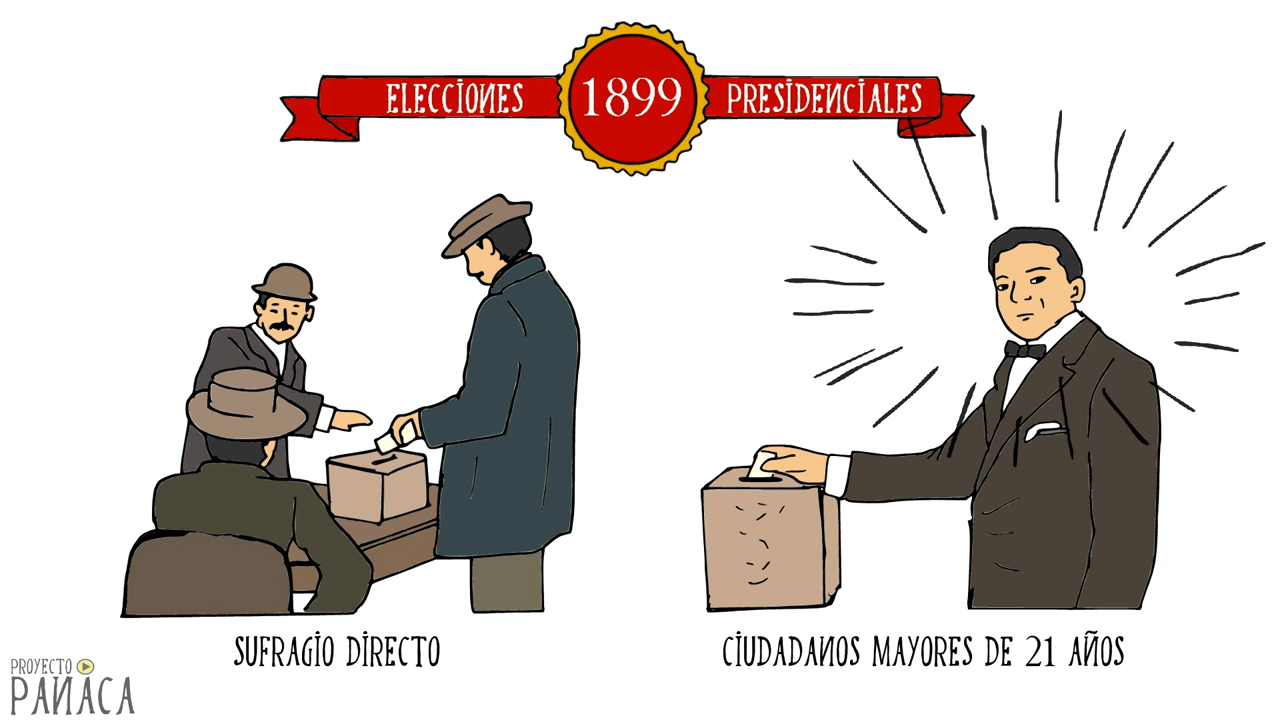 ELECCIONES 1899 PRESIDENCIALES
SUFRAGIO DIRECTO
CIUDADANOS MAYORES DE 21 AÑOS
PROYECTO
PANACA